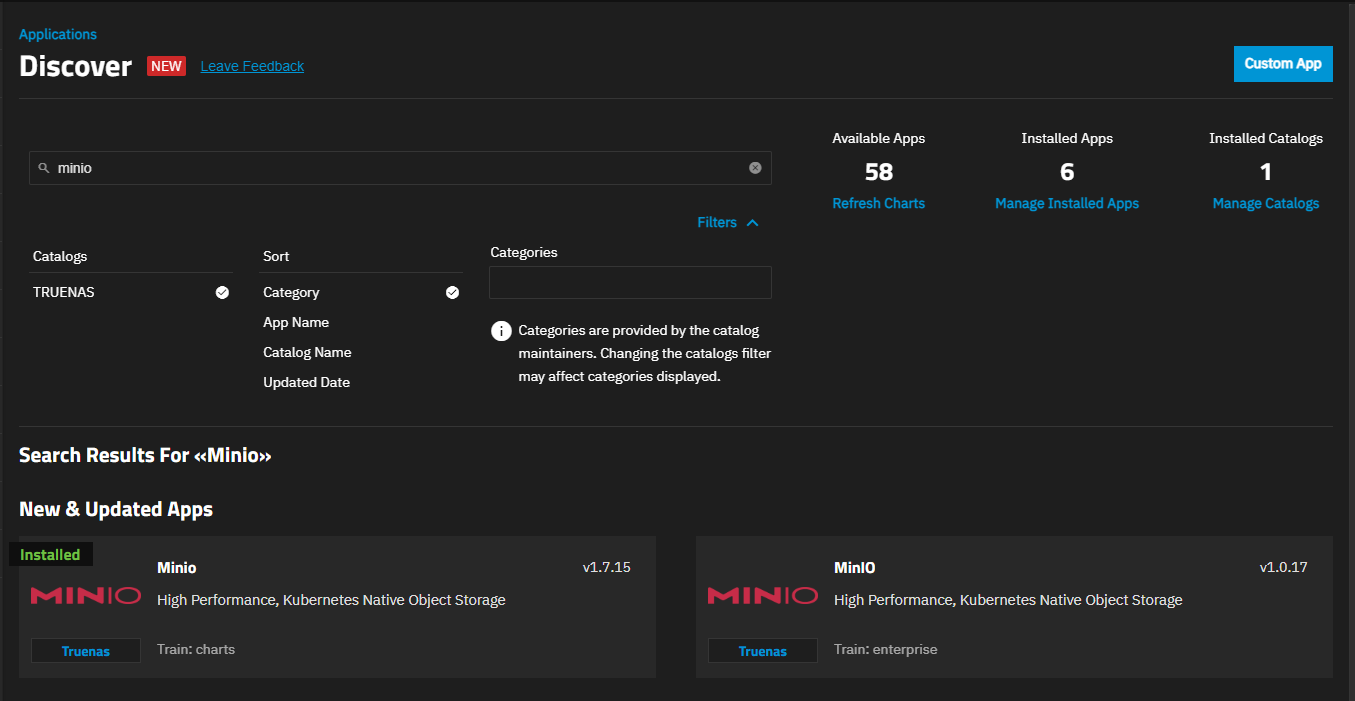 Applications
Discover NEW Leave Feedback
Custom App
minio
Available Apps
58
Refresh Charts
Installed Apps
6
Manage Installed Apps
Installed Catalogs
1
Manage Catalogs
Filters
Catalogs
TRUENAS
Sort
Category
App Name
Catalog Name
Updated Date
Categories
i
Categories are provided by the catalog
maintainers. Changing the catalogs filter
may affect categories displayed.
Search Results For «Minio»
New & Updated Apps
Installed
MINIO
Minio v1.7.15
High Performance, Kubernetes Native Object Storage
Truenas Train: charts
MINIO
MinIO v1.0.17
High Performance, Kubernetes Native Object Storage
Truenas Train: enterprise